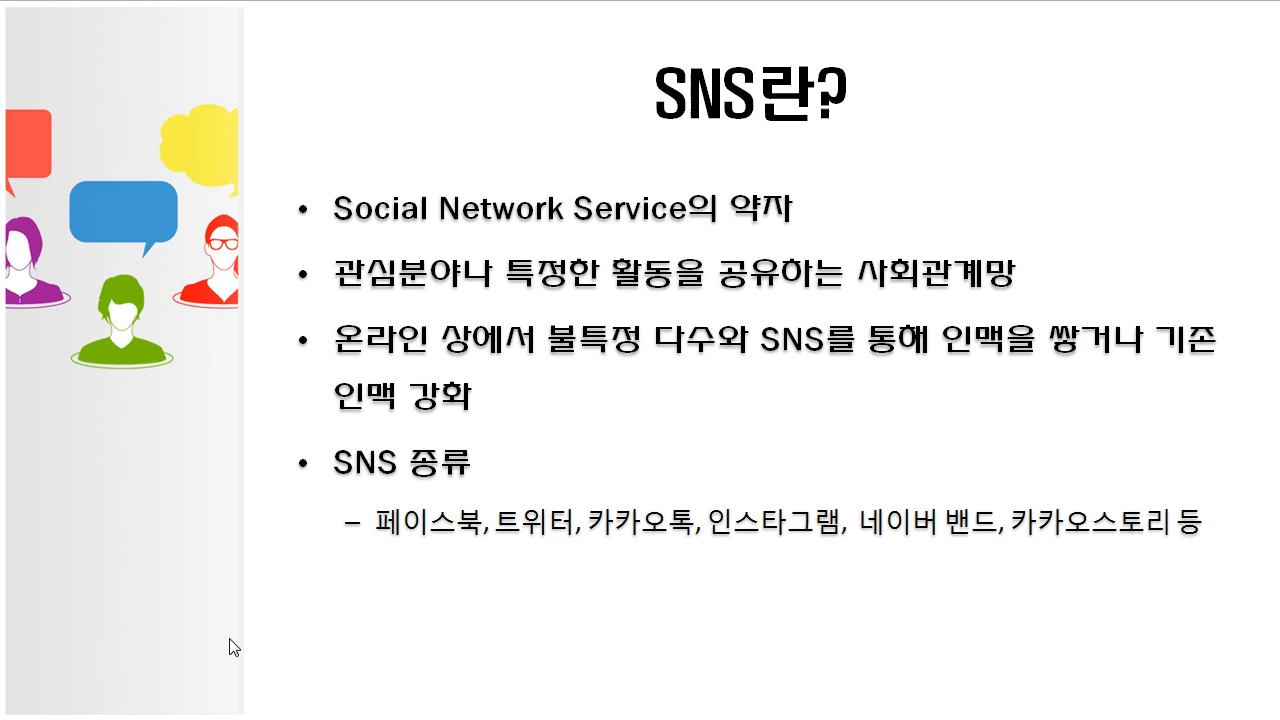 SNS란?
• Social Network Service의 약자
• 관심분야나 특정한 활동을 공유하는 사회관계망
• 온라인 상에서 불특정 다수와 SNS를 통해 인맥을 쌓거나 기존
인맥 강화
• SNS 종류
– 페이스북, 트위터, 카카오톡, 인스타그램, 네이버 밴드, 카카오스토리 등